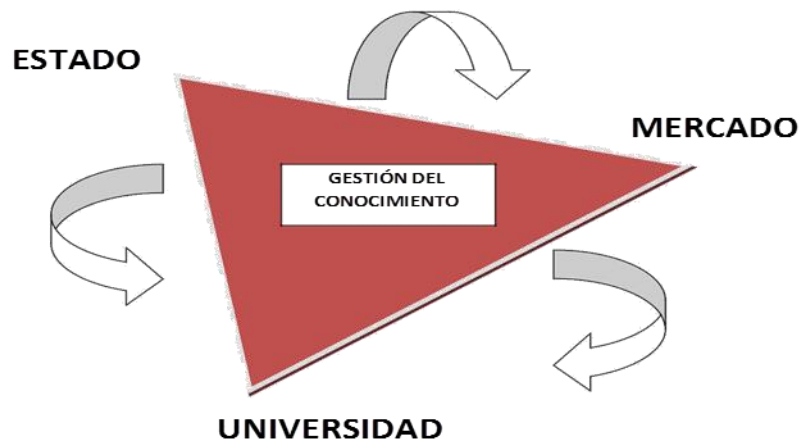 ESTADO
MERCADO
GESTIÓN DEL
CONOCIMIENTO
UNIVERSIDAD